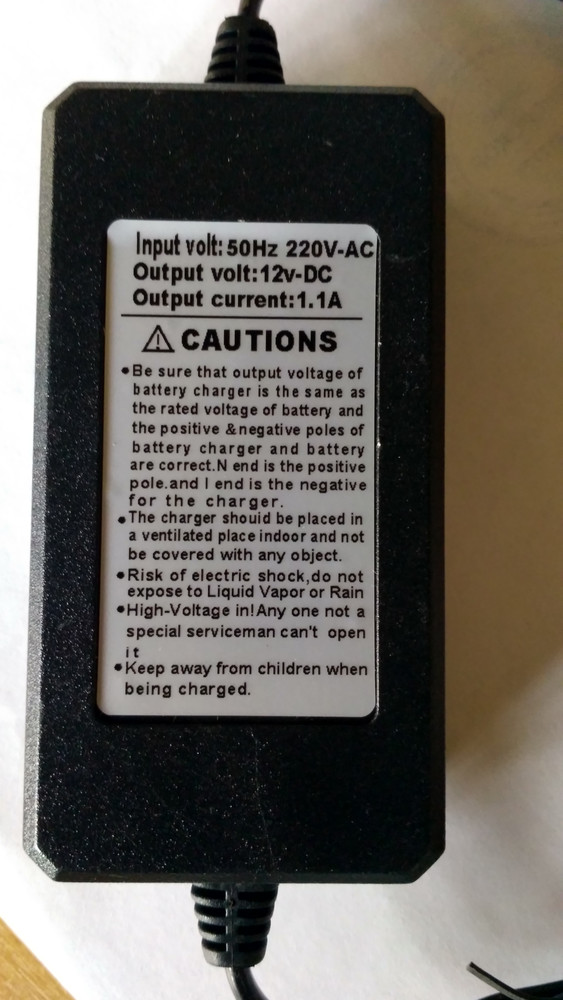 Input volt: 50Hz 220V-AC
Output volt:12v-DC
Output current:1.1A
CAUTIONS
•Be sure that output voltage of
battery charger is the same as
the rated voltage of battery and
the positive &negative poles of
battery charger and battery
are correct.N end is the positive
pole.and I end is the negative
for the charger.
•The charger shouid be placed in
a ventilated place indoor and not
be covered with any object.
•Risk of electric shock,do not
expose to Liquid Vapor or Rain
•High-Voltage in!Any one not a
special serviceman can't open
it
•Keep away from children when
being charged.